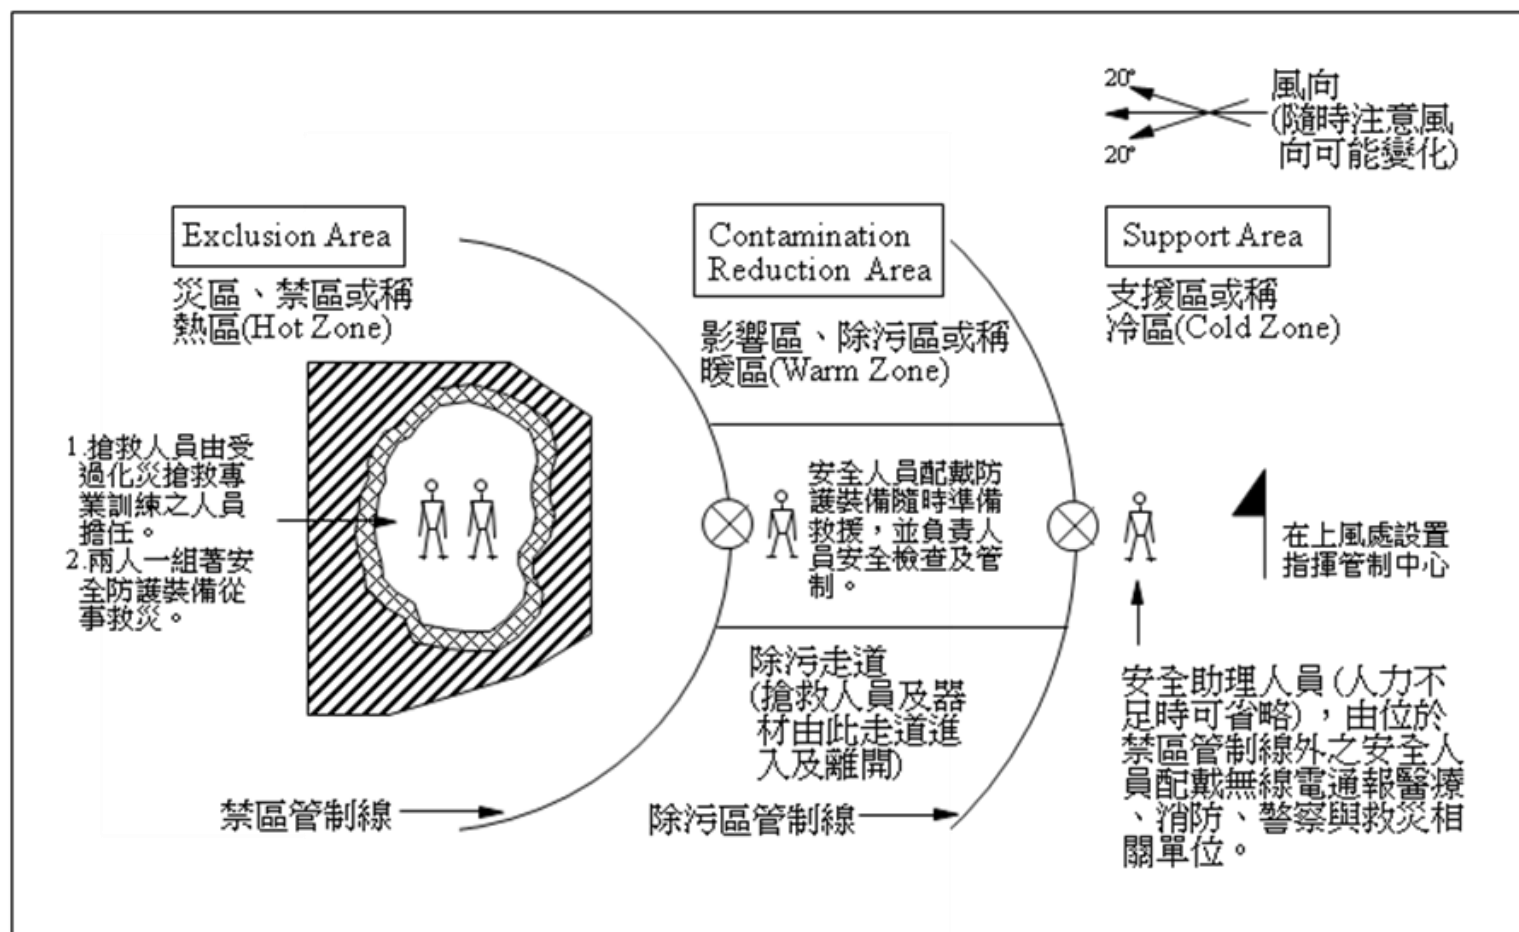 20°
20°
風向
(隨時注意風
向可能變化)
Exclusion Area
災區、禁區或稱
熱區(Hot Zone)
Contamination
Reduction Area
影響區、除污區或稱
暖區(Warm Zone)
Support Area
支援區或稱
冷區(Cold Zone)
1.搶救人員由受
過化災搶救專
業訓練之人員
擔任。
2.兩人一組著安
全防護裝備從
事救災。
安全人員配戴防
護裝備隨時準備
救援，並負責人
員安全檢查及管
制。
在上風處設置
指揮管制中心
除污走道
(搶救人員及器
材由此走道進
入及離開)
安全助理人員(人力不
足時可省略)，由位於
禁區管制線外之安全人
員配戴無線電通報醫療
、消防、警察與救災相
關單位。
禁區管制線
除污區管制線